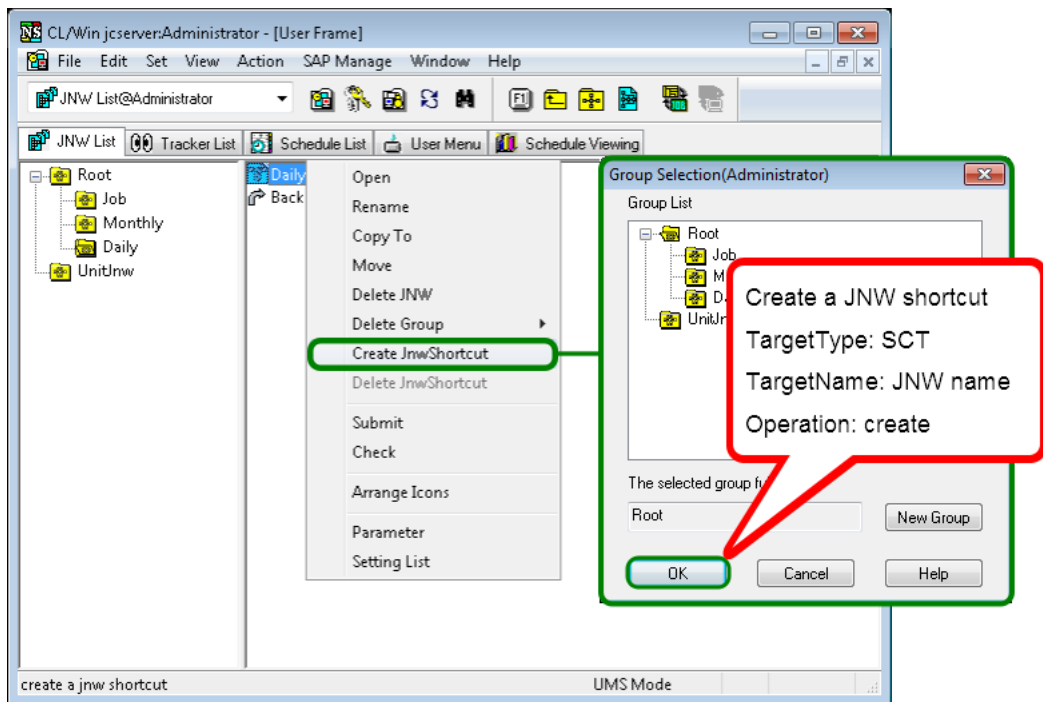 CL/Win jcserver:Administrator - [User Frame]
File Edit Set View Action SAP Manage Window Help
JNW List@Administrator
F1
JNW List Tracker List Schedule List User Menu Schedule Viewing
Root
Job
Monthly
Daily
UnitJnw
Daily
Back
Open
Rename
Copy To
Move
Delete JNW
Delete Group
Create JnwShortcut
Delete JnwShortcut
Submit
Check
Arrange Icons
Parameter
Setting List
Group Selection(Administrator)
Group List
Root
Job
M
D
UnitJn
Create a JNW shortcut
TargetType: SCT
TargetName: JNW name
Operation: create
The selected group fu
Root
New Group
OK Cancel Help
create a jnw shortcut UMS Mode